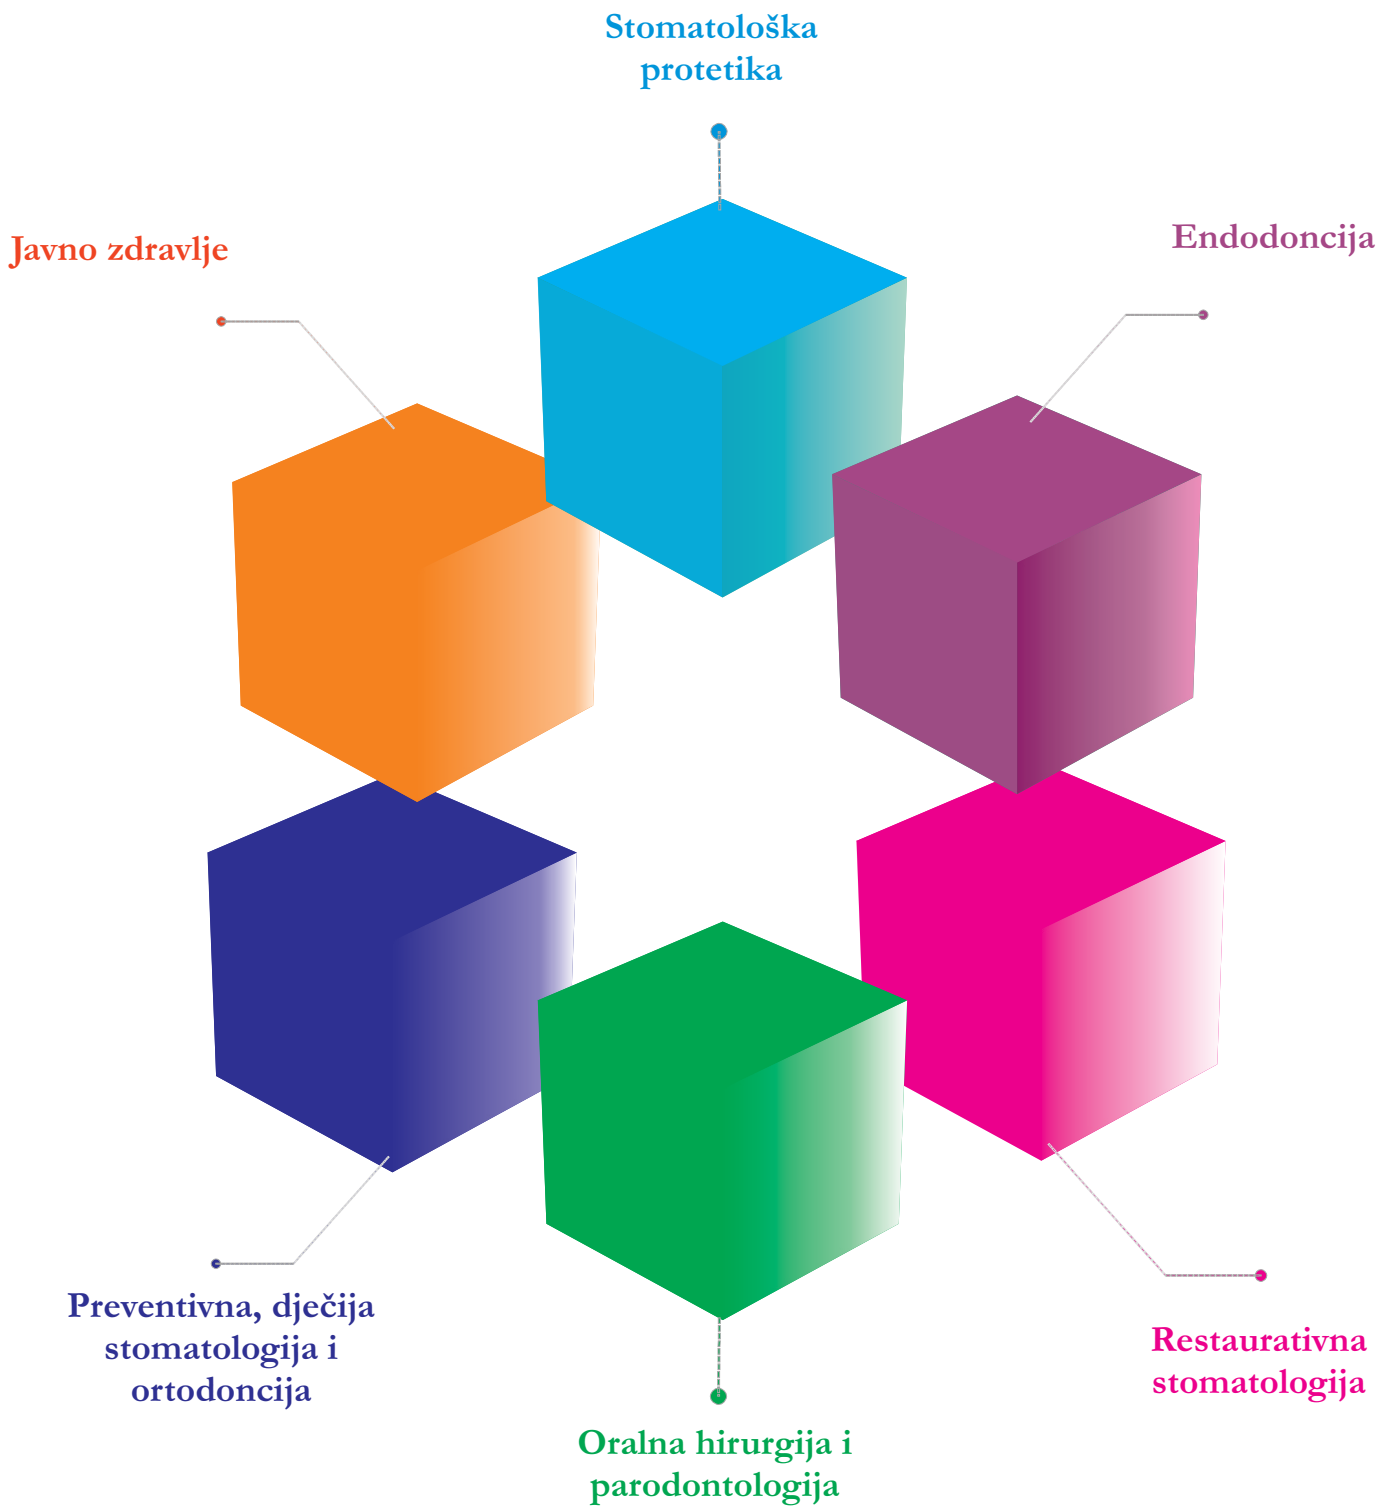 Stomatološka
protetika
Javno zdravlje
Endodoncija
Preventivna, dječija
stomatologija i
ortodoncija
Restaurativna
stomatologija
Oralna hirurgija i
parodontologija